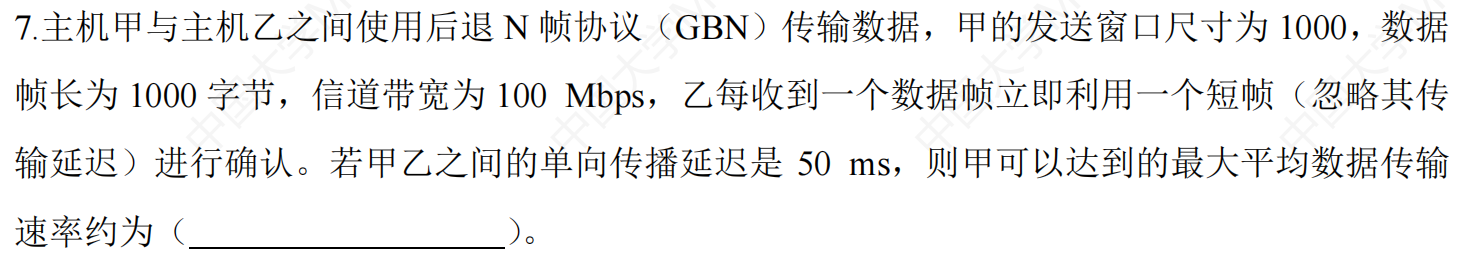 7.主机甲与主机乙之间使用后退 N 帧协议（GBN）传输数据，甲的发送窗口尺寸为 1000，数据
帧长为 1000 字节，信道带宽为 100 Mbps，乙每收到一个数据帧立即利用一个短帧（忽略其传
输延迟）进行确认。若甲乙之间的单向传播延迟是 50 ms，则甲可以达到的最大平均数据传输
速率约为（______________）。